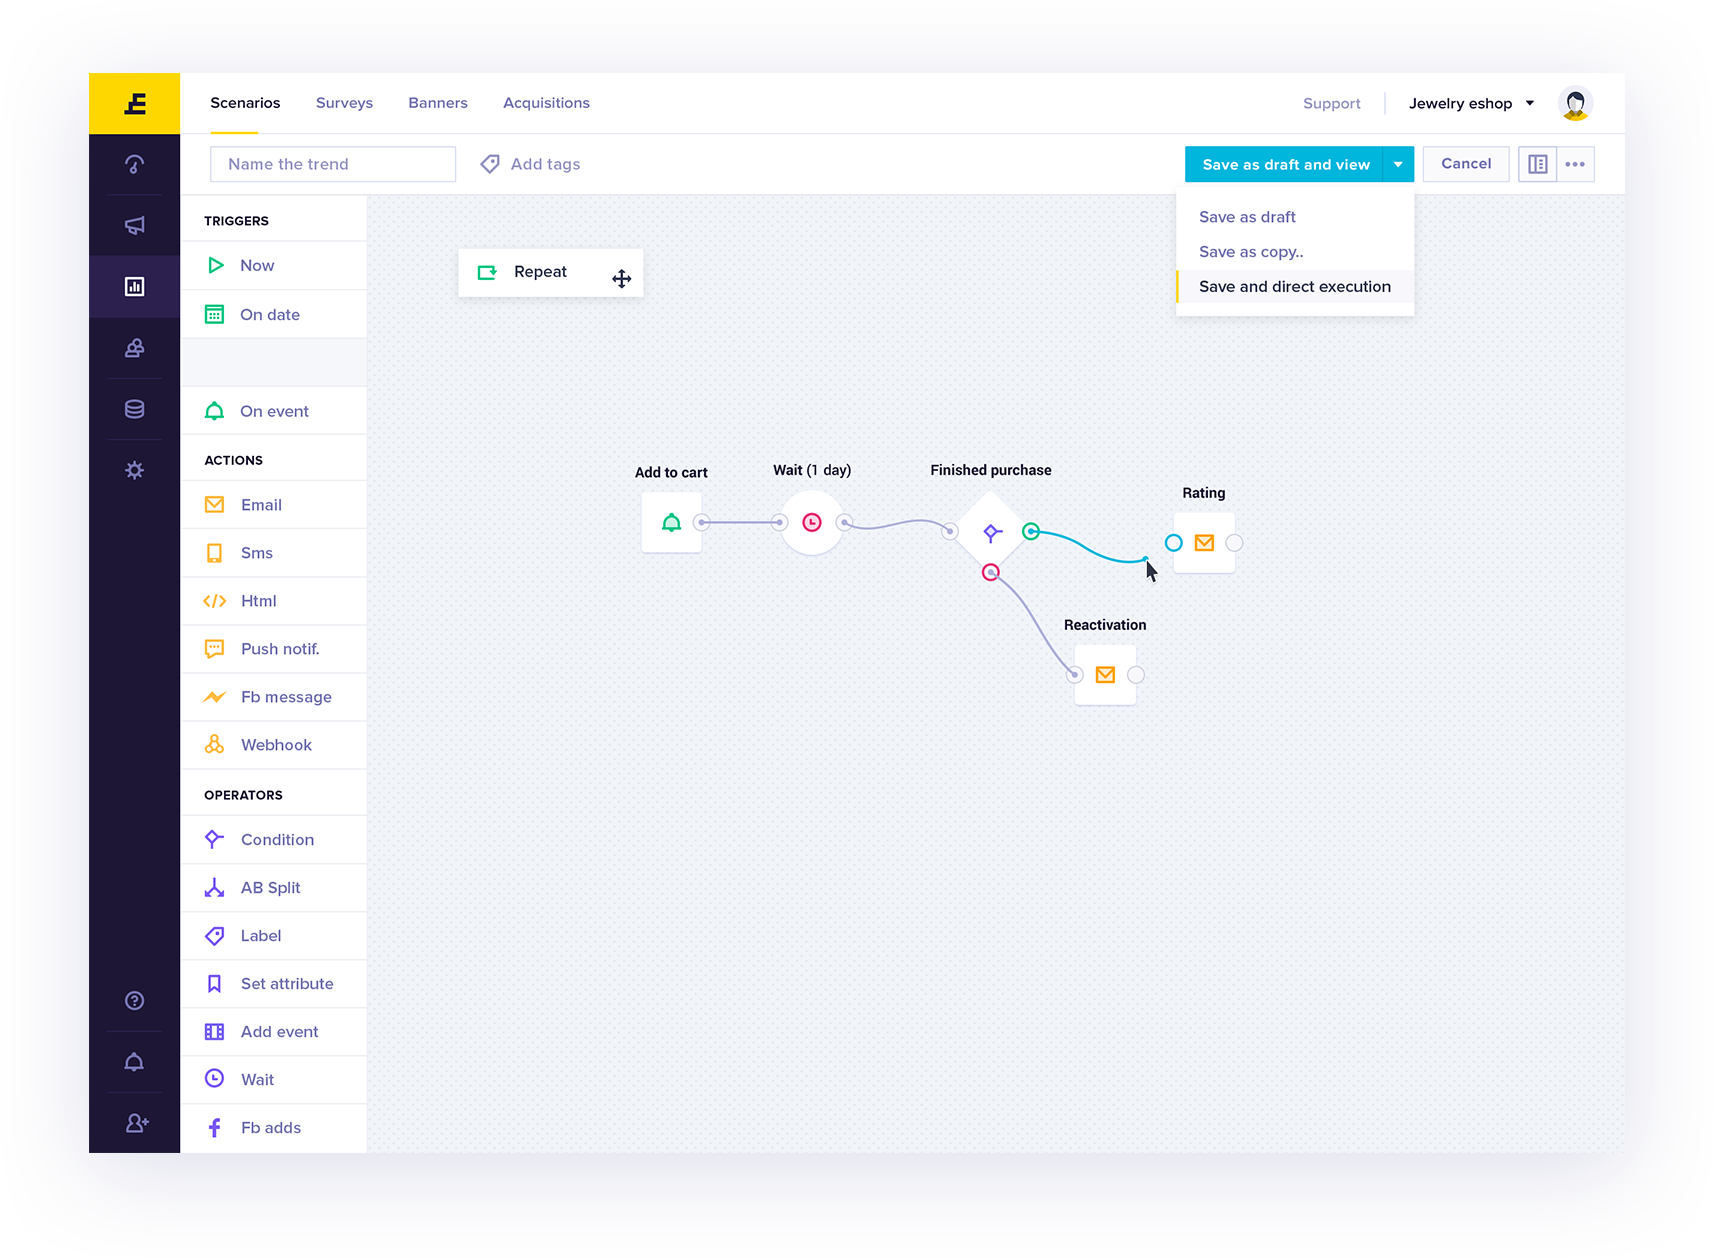 Scenarios
Surveys
Banners
Acquisitions
Support
Jewelry eshop
Name the trend
Add tags
Save as draft and view
Cancel
Save as draft
Save as copy..
Save and direct execution
TRIGGERS
Now
On date
On event
Repeat
ACTIONS
Email
Sms
Html
Push notif.
Fb message
Webhook
OPERATORS
Condition
AB Split
Label
Set attribute
Add event
Wait
Fb adds
Add to cart
Wait (1 day)
Finished purchase
Rating
Reactivation